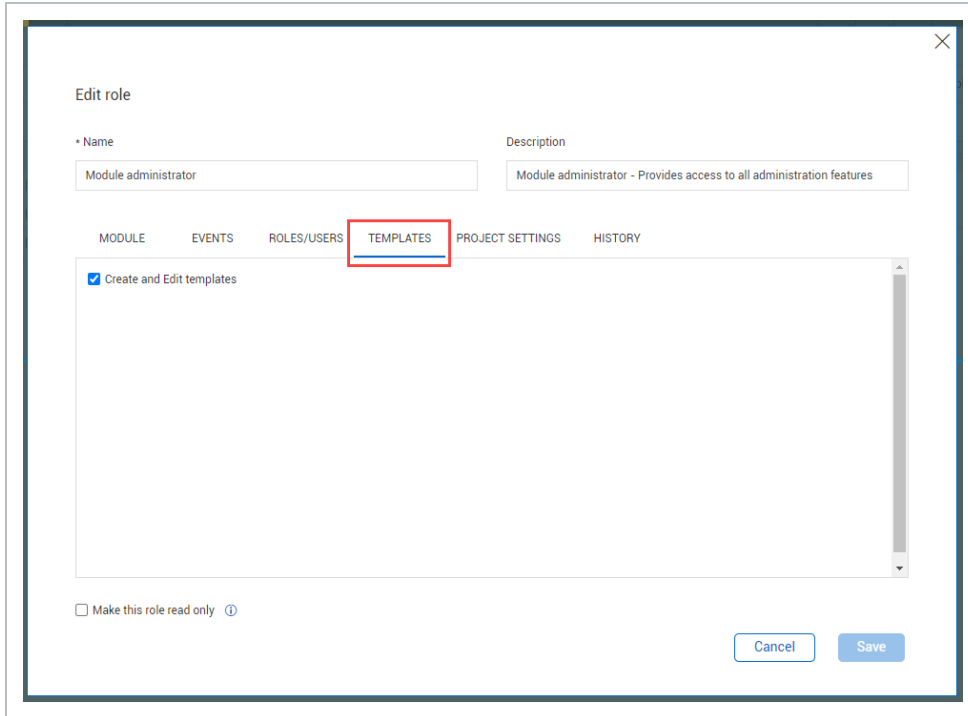 Edit role
* Name
Description
Module administrator
Module administrator - Provides access to all administration features
MODULE EVENTS ROLES/USERS TEMPLATES PROJECT SETTINGS HISTORY
Create and Edit templates
Make this role read only
Cancel Save